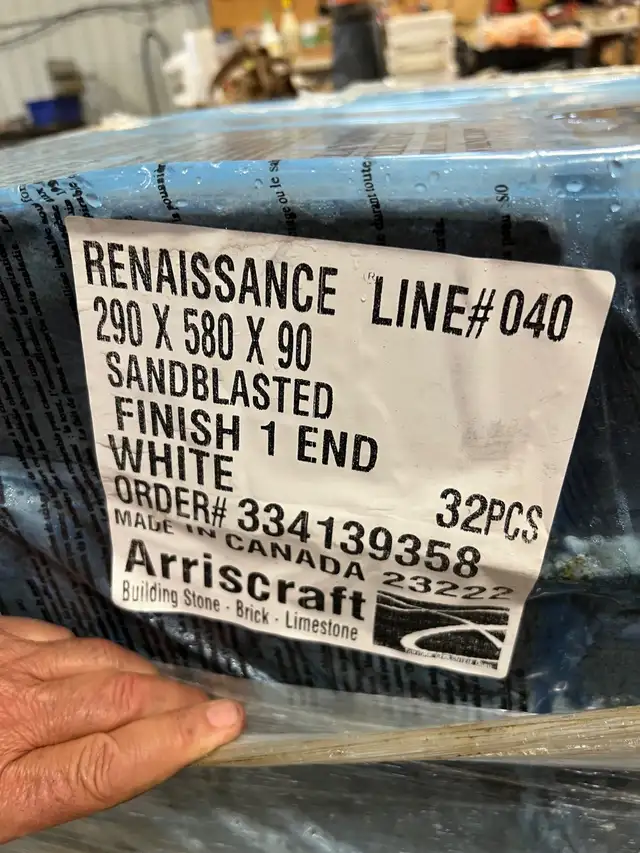 RENAISSANCE ® LINE# 040
290 X 580 X 90
SANDBLASTED
FINISH 1 END
WHITE
32PCS
ORDER# 334139358
MADE IN CANADA 23222
Arriscraft
Building Stone · Brick · Limestone